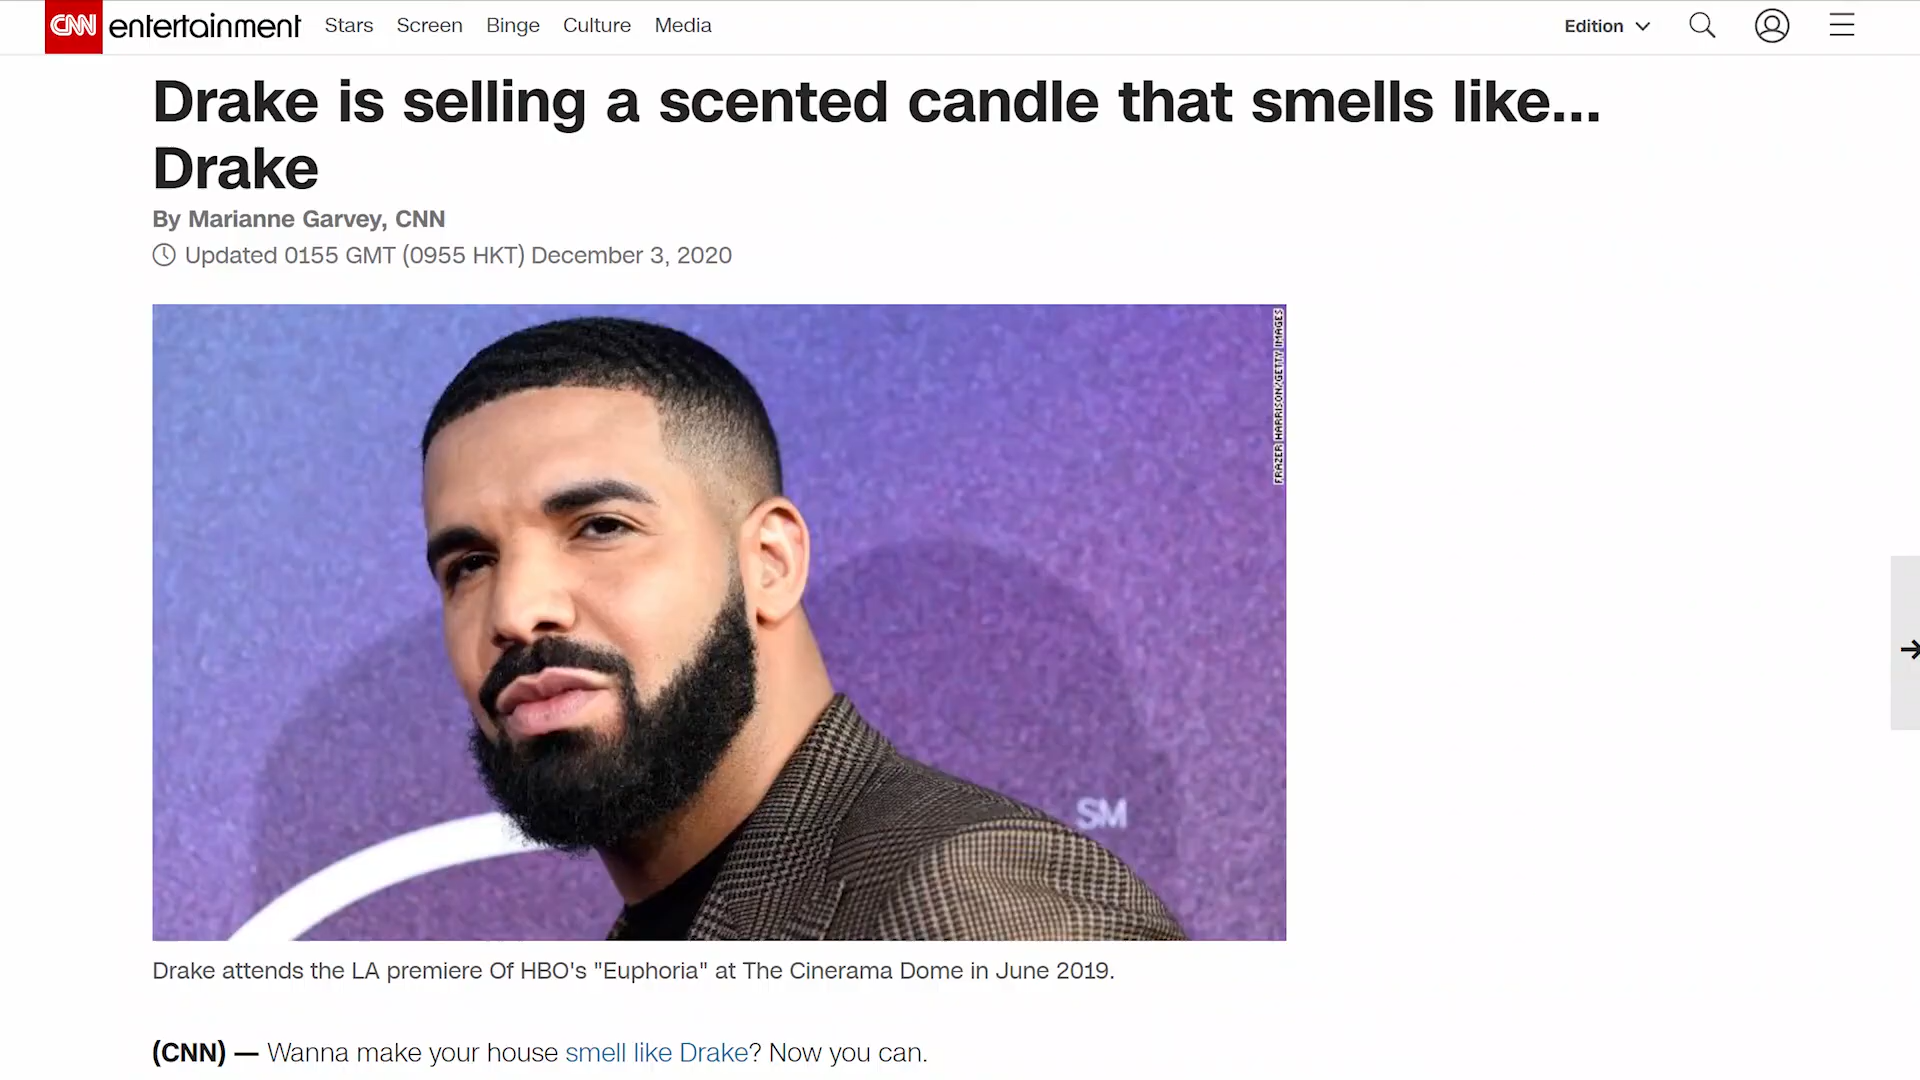 CNN entertainment Stars Screen Binge Culture Media Edition
Drake is selling a scented candle that smells like...
Drake
By Marianne Garvey, CNN
Updated 0155 GMT (0955 HKT) December 3, 2020
FRAZER HARRISON/GETTY IMAGES
SM
Drake attends the LA premiere Of HBO's "Euphoria" at The Cinerama Dome in June 2019.
(CNN) — Wanna make your house smell like Drake? Now you can.